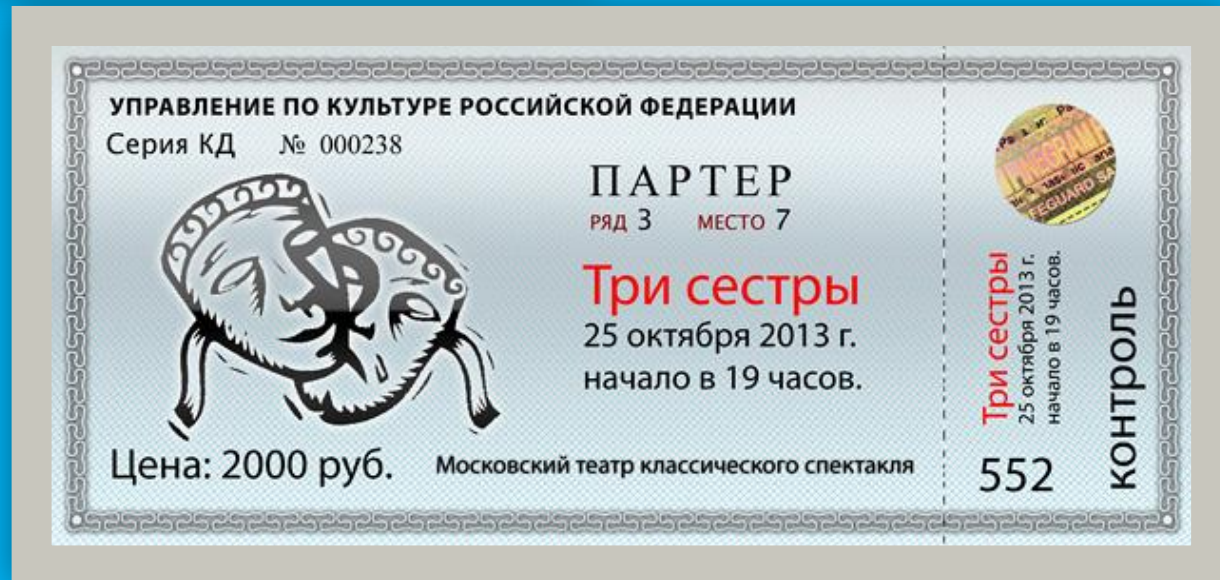 УПРАВЛЕНИЕ ПО КУЛЬТУРЕ РОССИЙСКОЙ ФЕДЕРАЦИИ
Серия КД № 000238
ПАРТЕР
РЯД 3 МЕСТО 7
Три сестры
25 октября 2013 г.
начало в 19 часов.
Цена: 2000 руб. Московский театр классического спектакля
Три сестры
25 октября 2013 г.
начало в 19 часов.
552
КОНТРОЛЬ